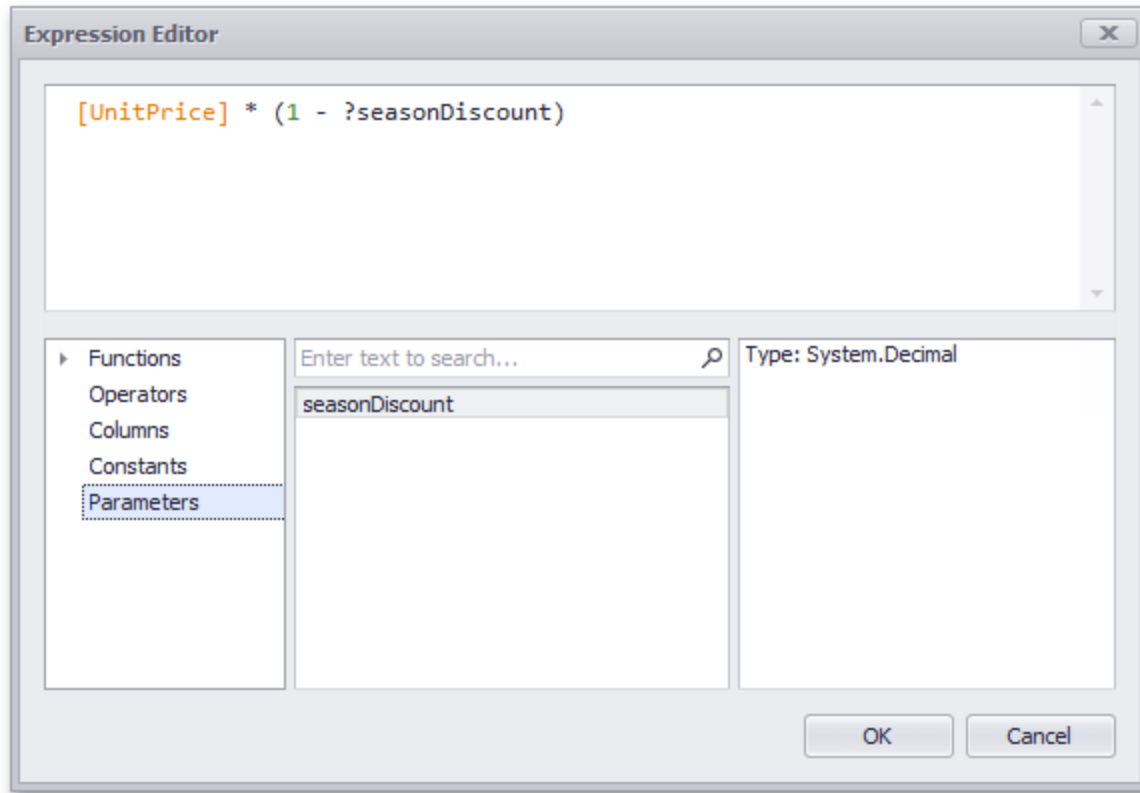 Expression Editor
[UnitPrice] * (1 - ?seasonDiscount)
Functions
Operators
Columns
Constants
Parameters
Enter text to search...
seasonDiscount
Type: System.Decimal
OK
Cancel